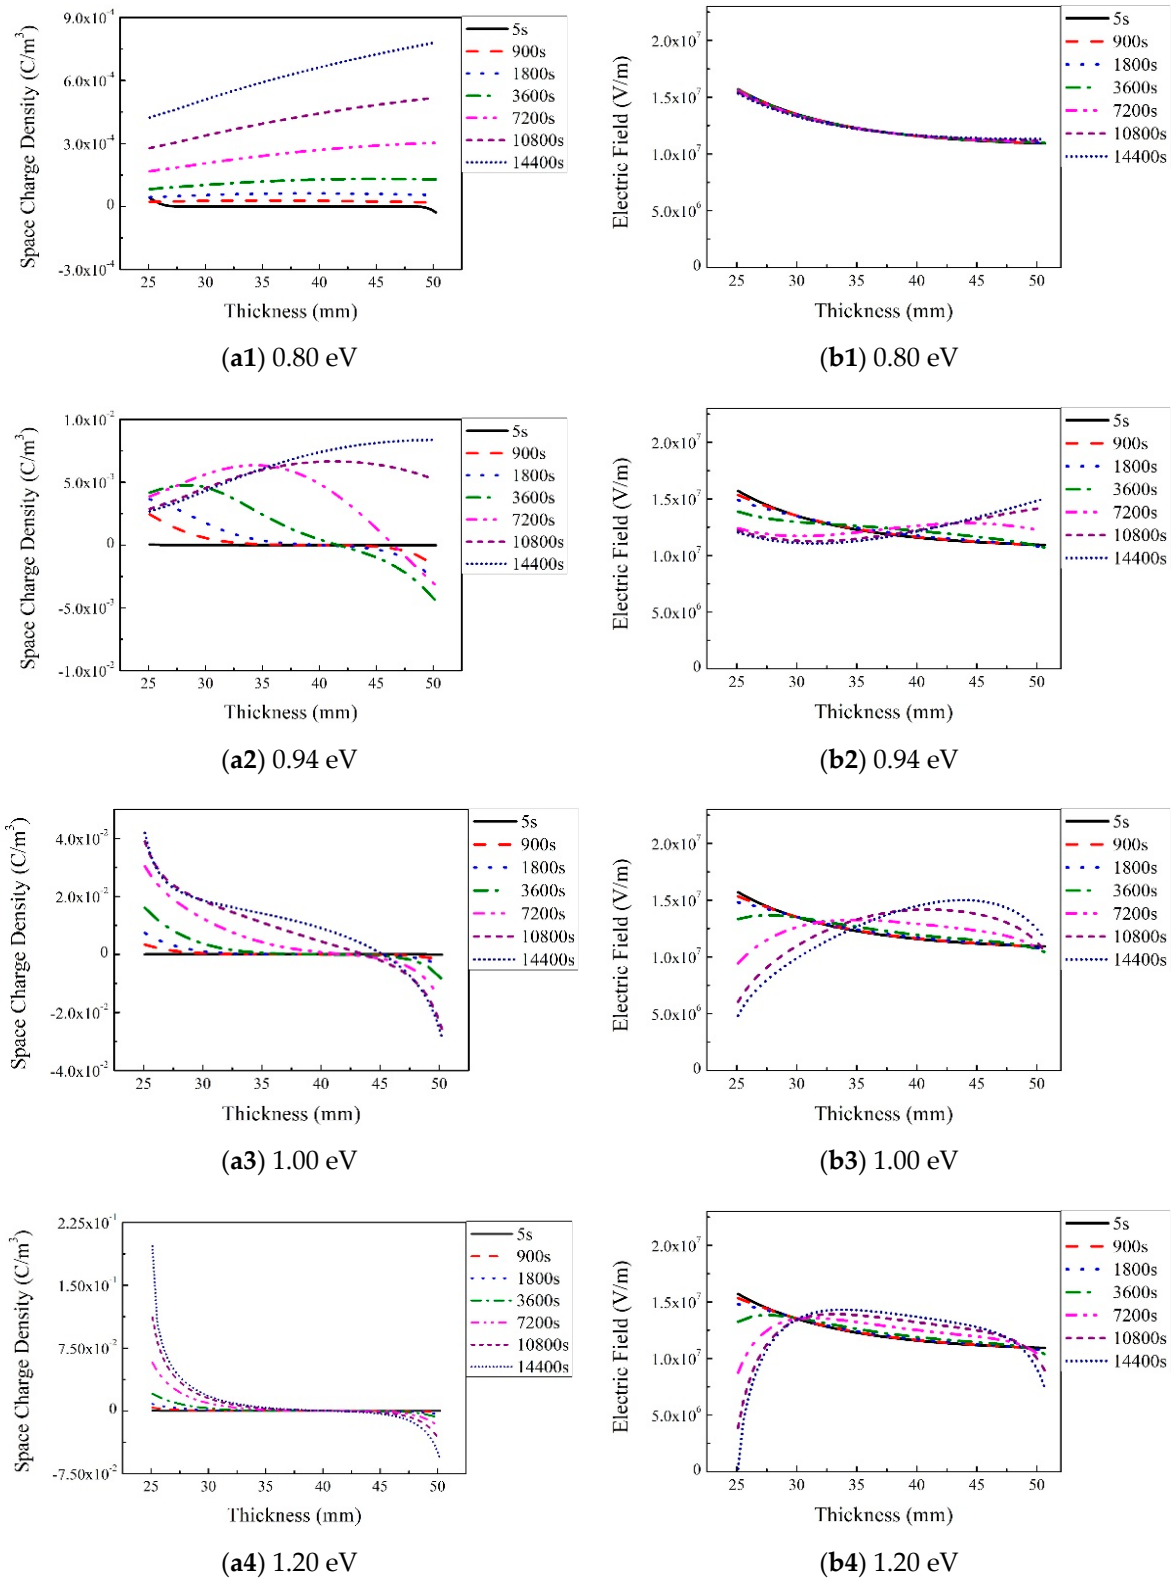 9.0x10⁻⁴
6.0x10⁻⁴
3.0x10⁻⁴
0
-3.0x10⁻⁴
Space Charge Density (C/m³)
25 30 35 40 45 50
Thickness (mm)
5s
900s
1800s
3600s
7200s
10800s
14400s
(a1) 0.80 eV
2.0x10⁷
1.5x10⁷
1.0x10⁷
5.0x10⁶
0
Electric Field (V/m)
25 30 35 40 45 50
Thickness (mm)
5s
900s
1800s
3600s
7200s
10800s
14400s
(b1) 0.80 eV
1.0x10⁻²
5.0x10⁻³
0
-5.0x10⁻³
-1.0x10⁻²
Space Charge Density (C/m³)
25 30 35 40 45 50
Thickness (mm)
5s
900s
1800s
3600s
7200s
10800s
14400s
(a2) 0.94 eV
2.0x10⁷
1.5x10⁷
1.0x10⁷
5.0x10⁶
0
Electric Field (V/m)
25 30 35 40 45 50
Thickness (mm)
5s
900s
1800s
3600s
7200s
10800s
14400s
(b2) 0.94 eV
4.0x10⁻²
2.0x10⁻²
0
-2.0x10⁻²
-4.0x10⁻²
Space Charge Density (C/m³)
25 30 35 40 45 50
Thickness (mm)
5s
900s
1800s
3600s
7200s
10800s
14400s
(a3) 1.00 eV
2.0x10⁷
1.5x10⁷
1.0x10⁷
5.0x10⁶
0
Electric Field (V/m)
25 30 35 40 45 50
Thickness (mm)
5s
900s
1800s
3600s
7200s
10800s
14400s
(b3) 1.00 eV
2.25x10⁻¹
1.50x10⁻¹
7.50x10⁻²
0
-7.50x10⁻²
Space Charge Density (C/m³)
25 30 35 40 45 50
Thickness (mm)
5s
900s
1800s
3600s
7200s
10800s
14400s
(a4) 1.20 eV
2.0x10⁷
1.5x10⁷
1.0x10⁷
5.0x10⁶
0
Electric Field (V/m)
25 30 35 40 45 50
Thickness (mm)
5s
900s
1800s
3600s
7200s
10800s
14400s
(b4) 1.20 eV